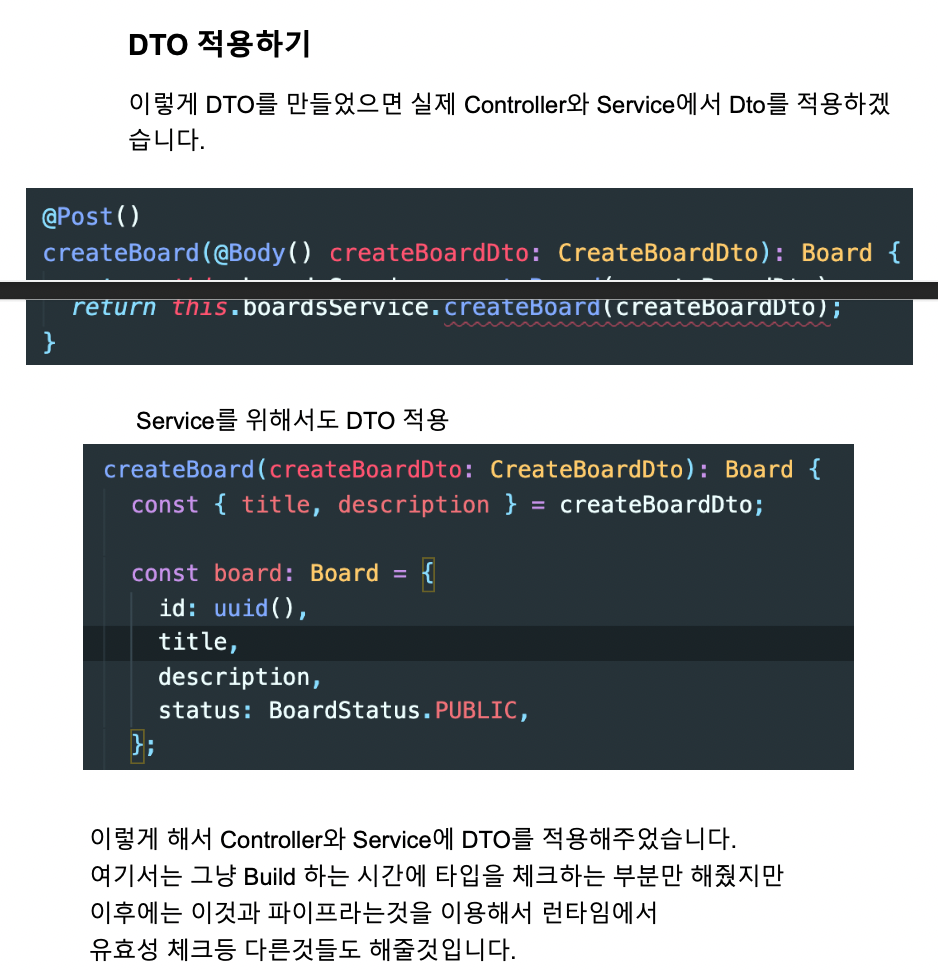 DTO 적용하기
이렇게 DTO를 만들었으면 실제 Controller와 Service에서 Dto를 적용하겠
습니다.
@Post()
createBoard(@Body() createBoardDto: CreateBoardDto): Board {
return this.boardsService.createBoard(createBoardDto);
}
Service를 위해서도 DTO 적용
createBoard(createBoardDto: CreateBoardDto): Board {
const { title, description } = createBoardDto;
const board: Board = {
id: uuid(),
title,
description,
status: BoardStatus.PUBLIC,
};
이렇게 해서 Controller와 Service에 DTO를 적용해주었습니다.
여기서는 그냥 Build 하는 시간에 타입을 체크하는 부분만 해줬지만
이후에는 이것과 파이프라는것을 이용해서 런타임에서
유효성 체크등 다른것들도 해줄것입니다.